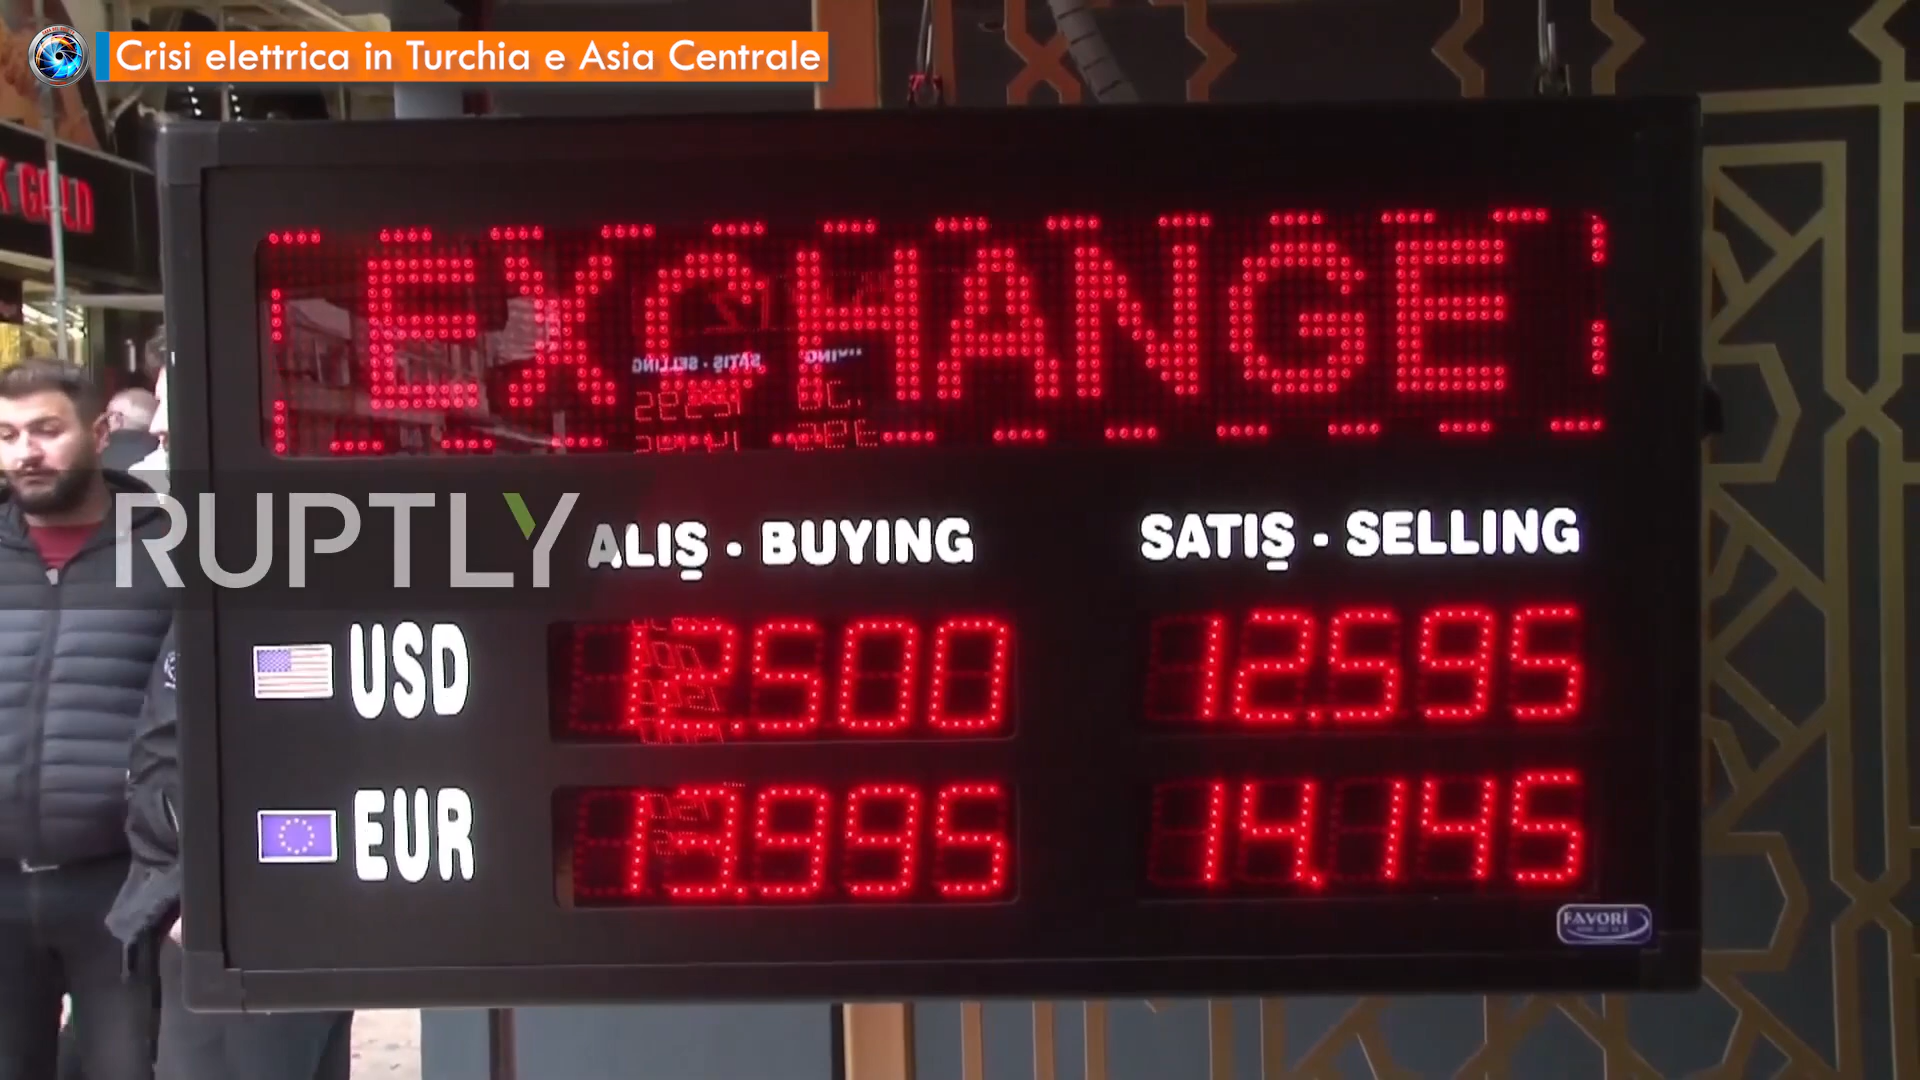 Crisi elettrica in Turchia e Asia Centrale
K GOLD
EXCHANGE
RUPTLY
ALIŞ - BUYING
SATIŞ - SELLING
USD 12.500 12.595
EUR 13.995 14.145
FAVORİ